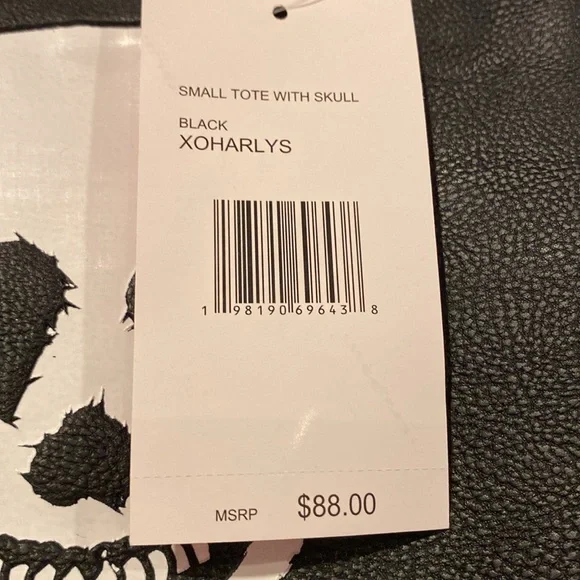 SMALL TOTE WITH SKULL
BLACK
XOHARLYS
1 98190 69643 8
MSRP $88.00